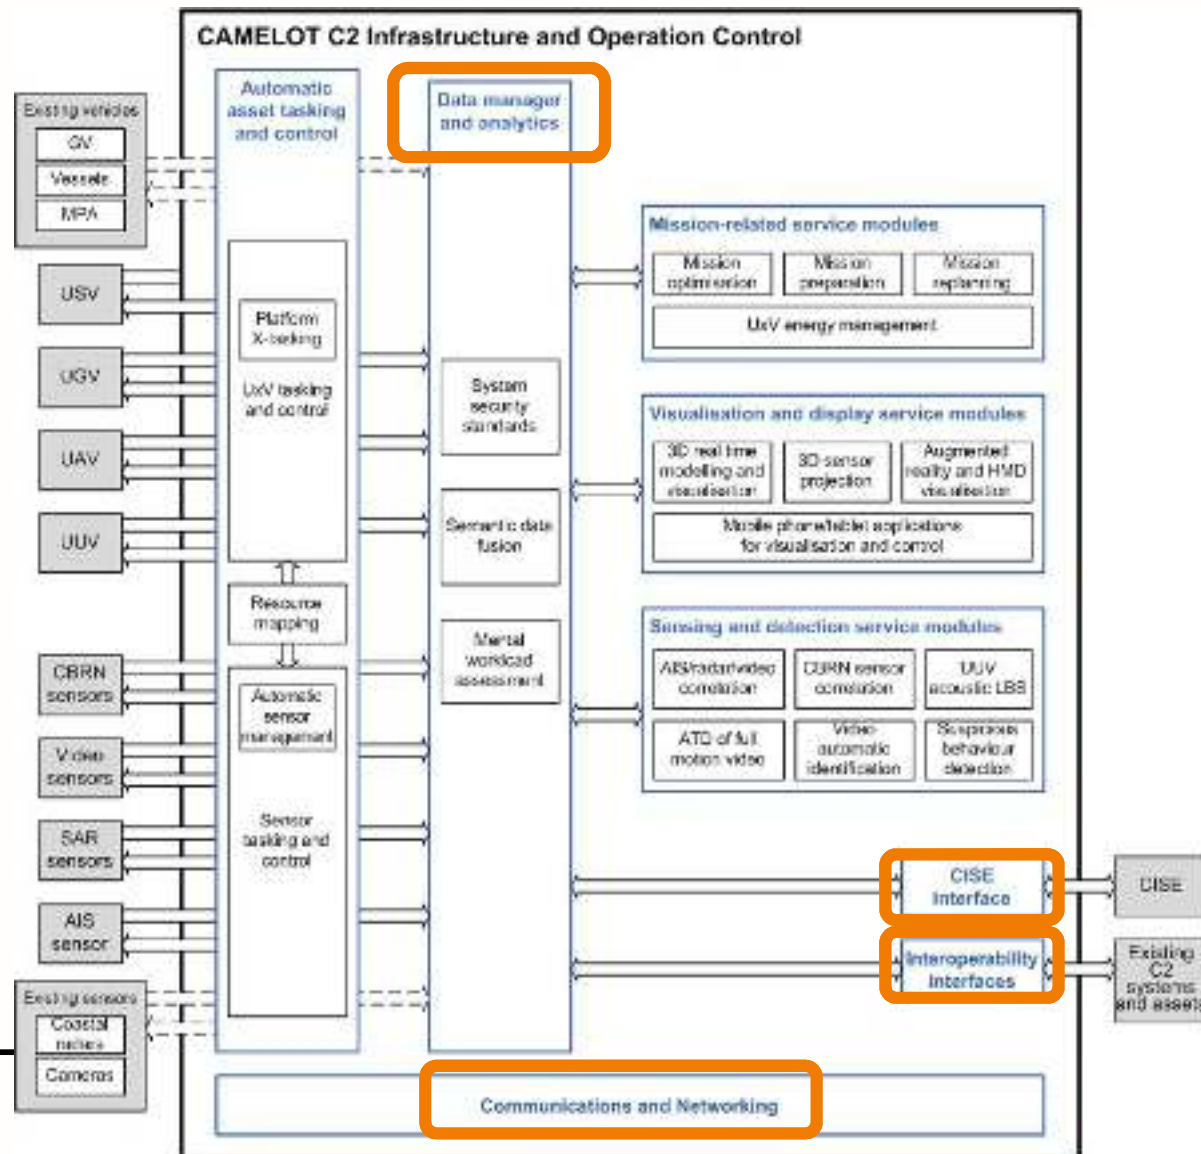 CAMELOT C2 Infrastructure and Operation Control
Existing vehicles
GV
Vessels
MPA
USV
UGV
UAV
UUV
CBRN
sensors
Video
sensors
SAR
sensors
AIS
sensor
Existing sensors
Coastal
radars
Cameras
Automatic
asset tasking
and control
Platform
X-tasking
UxV tasking
and control
Resource
mapping
Automatic
sensor
management
Sensor
tasking and
control
Data manager
and analytics
System
security
standards
Semantic data
fusion
Mental
workload
assessment
Mission-related service modules
Mission
optimisation
Mission
preparation
Mission
replanning
UxV energy management
Visualisation and display service modules
3D real time
modelling and
visualisation
3D sensor
projection
Augmented
reality and HMD
visualisation
Mobile phone/tablet applications
for visualisation and control
Sensing and detection service modules
AIS/radar/video
correlation
CBRN sensor
correlation
UUV
acoustic LBS
ATD of full
motion video
Video
automatic
identification
Suspicious
behaviour
detection
CISE
Interface
CISE
Interoperability
Interfaces
Existing
C2
systems
and assets
Communications and Networking